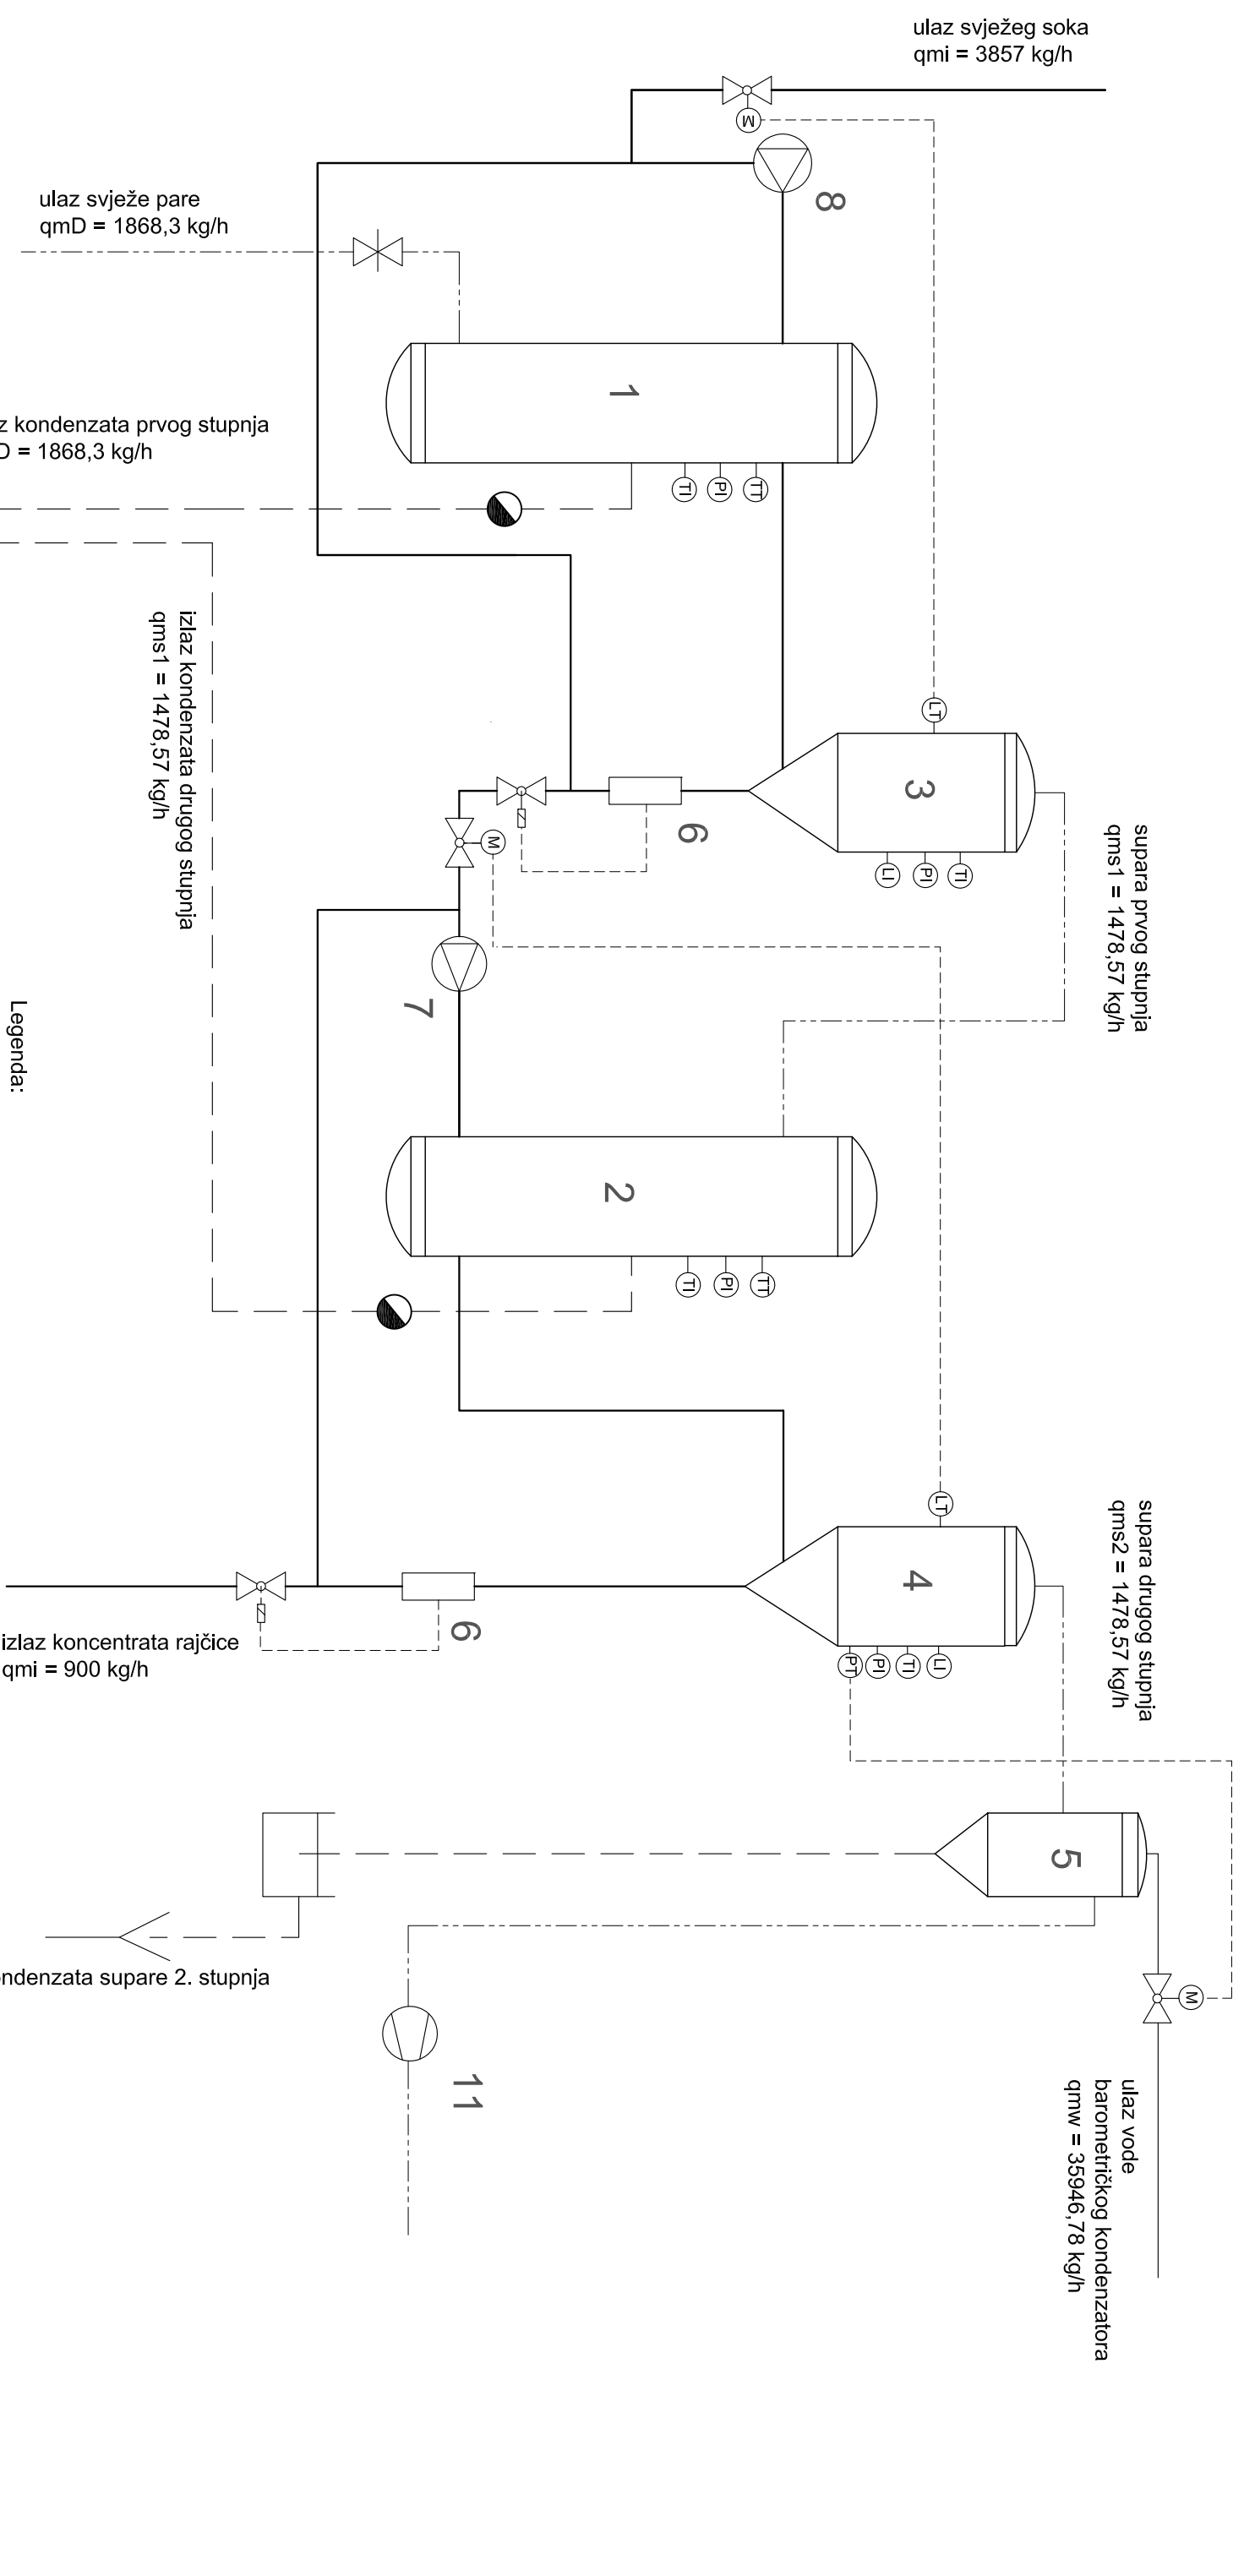 ulaz svježeg soka
qmi = 3857 kg/h
M
8
ulaz svježe pare
qmD = 1868,3 kg/h
1
z kondenzata prvog stupnja
D = 1868,3 kg/h
TI
PI
TT
izlaz kondenzata drugog stupnja
qms1 = 1478,57 kg/h
LT
3
6
M
LI
PI
TI
supara prvog stupnja
qms1 = 1478,57 kg/h
7
Legenda:
2
TI
PI
TT
LT
4
supara drugog stupnja
qms2 = 1478,57 kg/h
6
izlaz koncentrata rajčice
qmi = 900 kg/h
PT
PI
TI
LI
5
ndenzata supare 2. stupnja
M
11
ulaz vode
barometričkog kondenzatora
qmw = 35946,78 kg/h